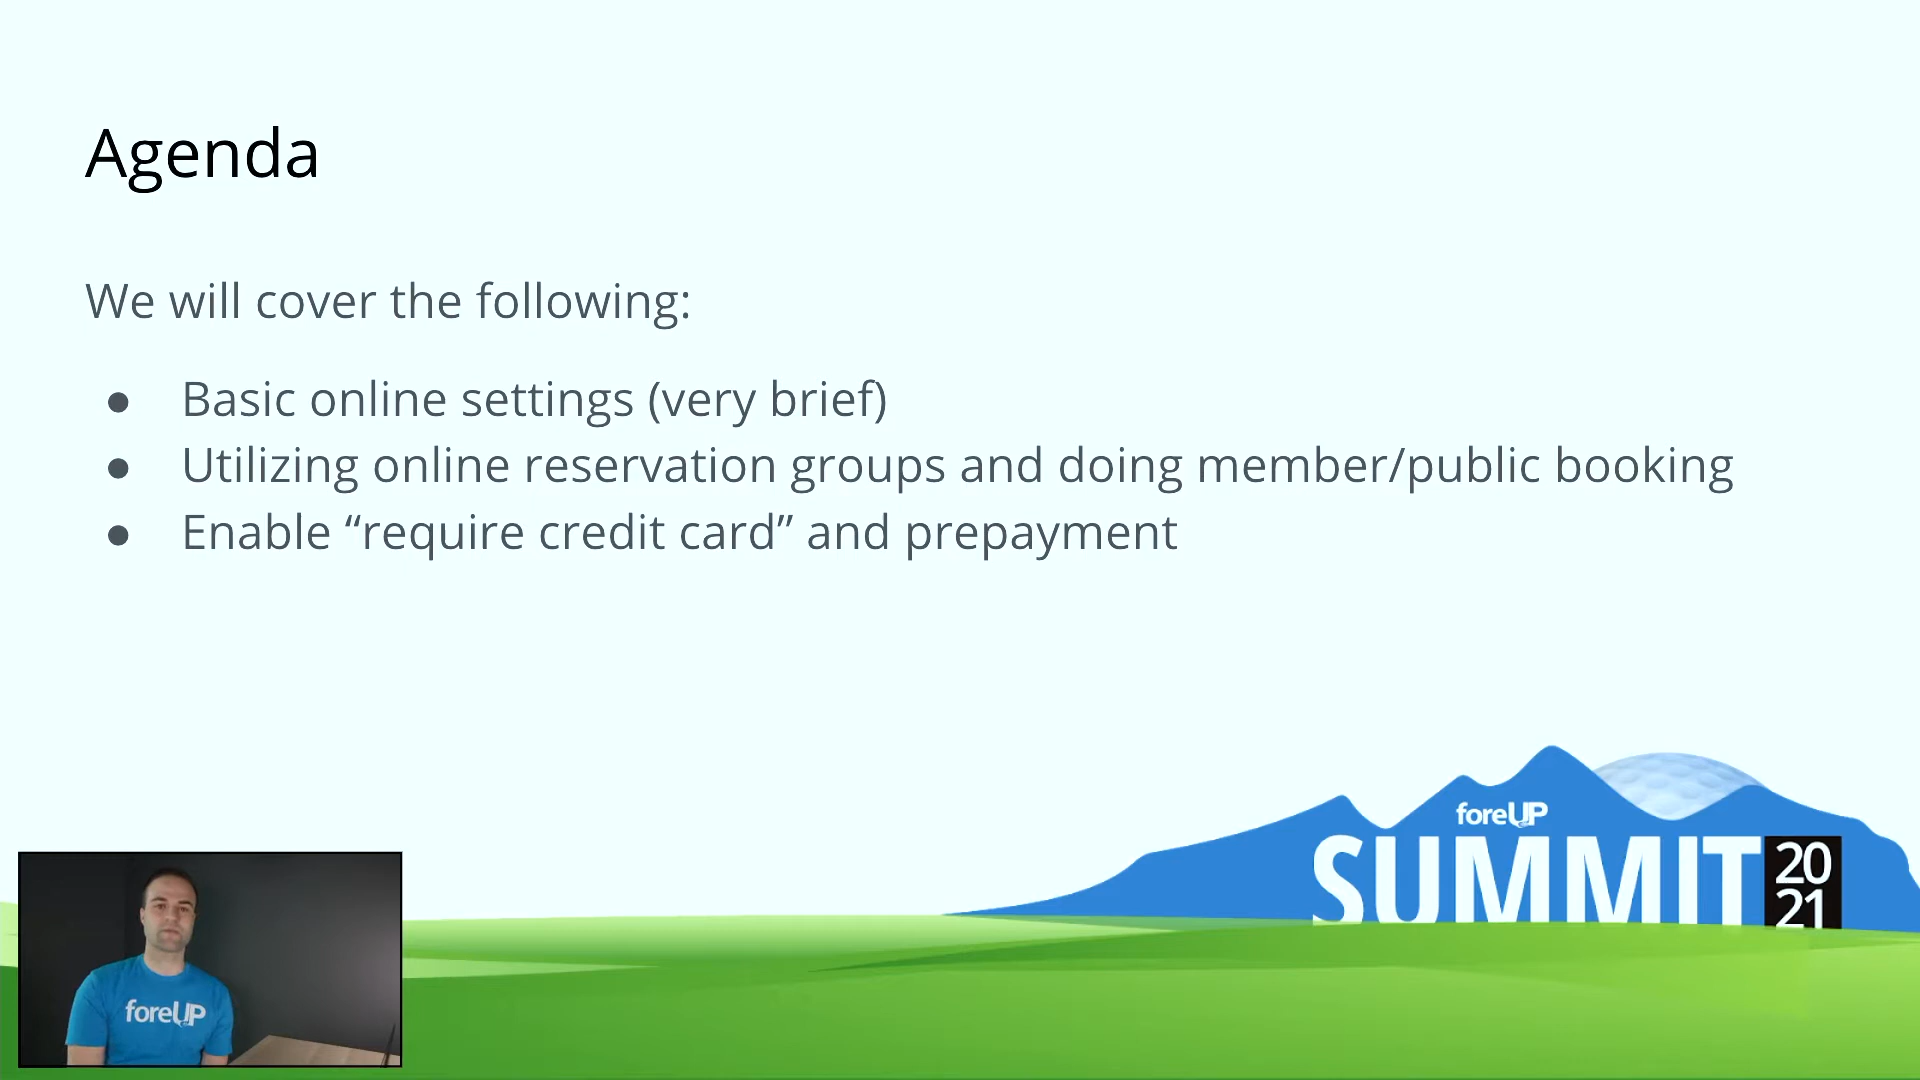 Agenda
We will cover the following:
● Basic online settings (very brief)
● Utilizing online reservation groups and doing member/public booking
● Enable “require credit card” and prepayment
foreUP
SUMMIT
20
21
foreUP